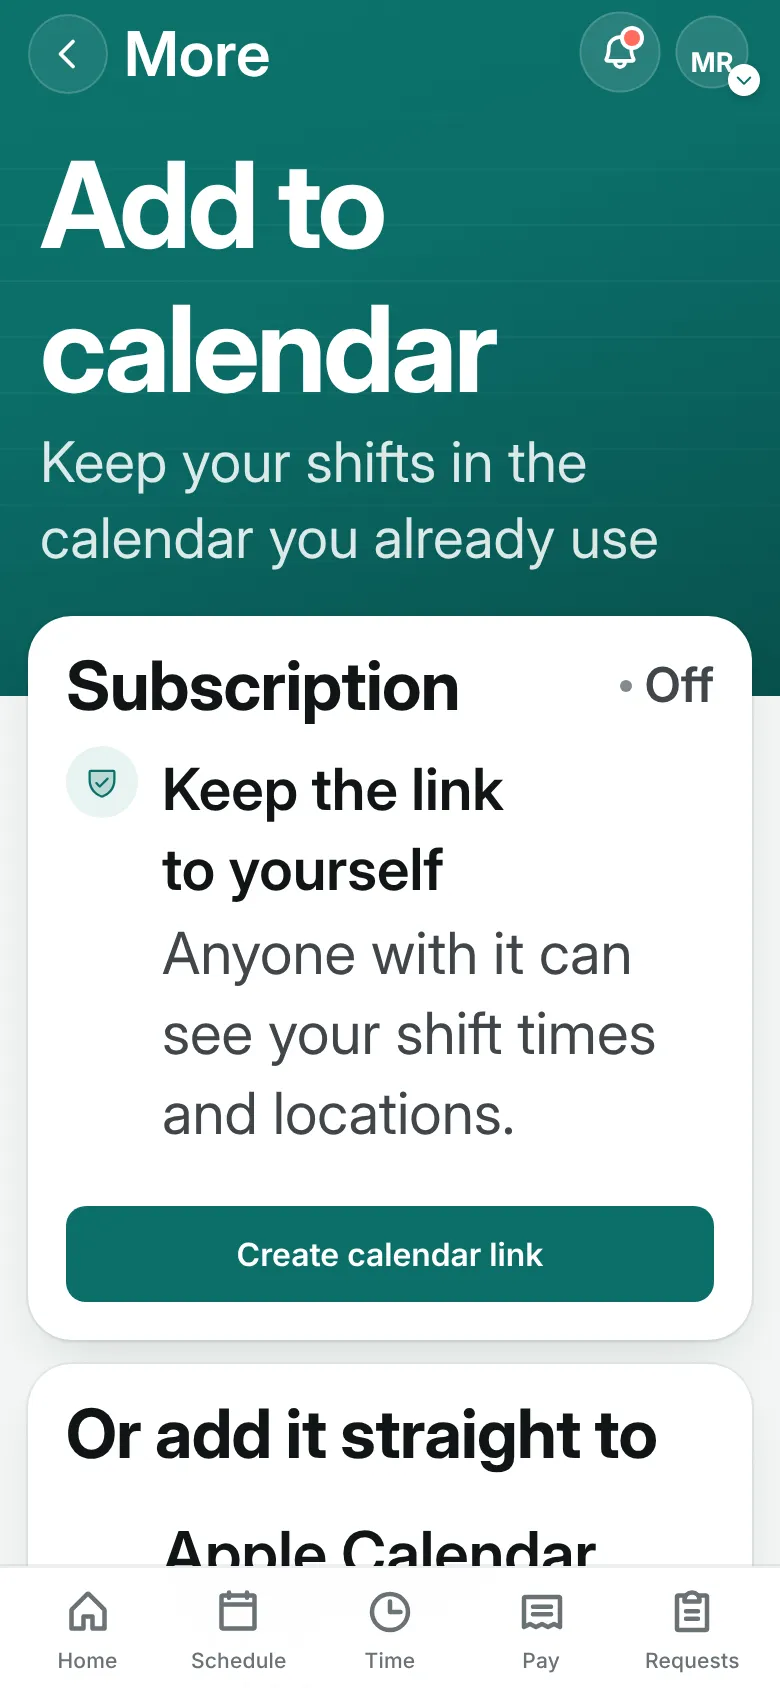 More
MR
Add to
calendar
Keep your shifts in the
calendar you already use
Subscription
Off
Keep the link
to yourself
Anyone with it can
see your shift times
and locations.
Create calendar link
Or add it straight to
Apple Calendar
Home
Schedule
Time
Pay
Requests